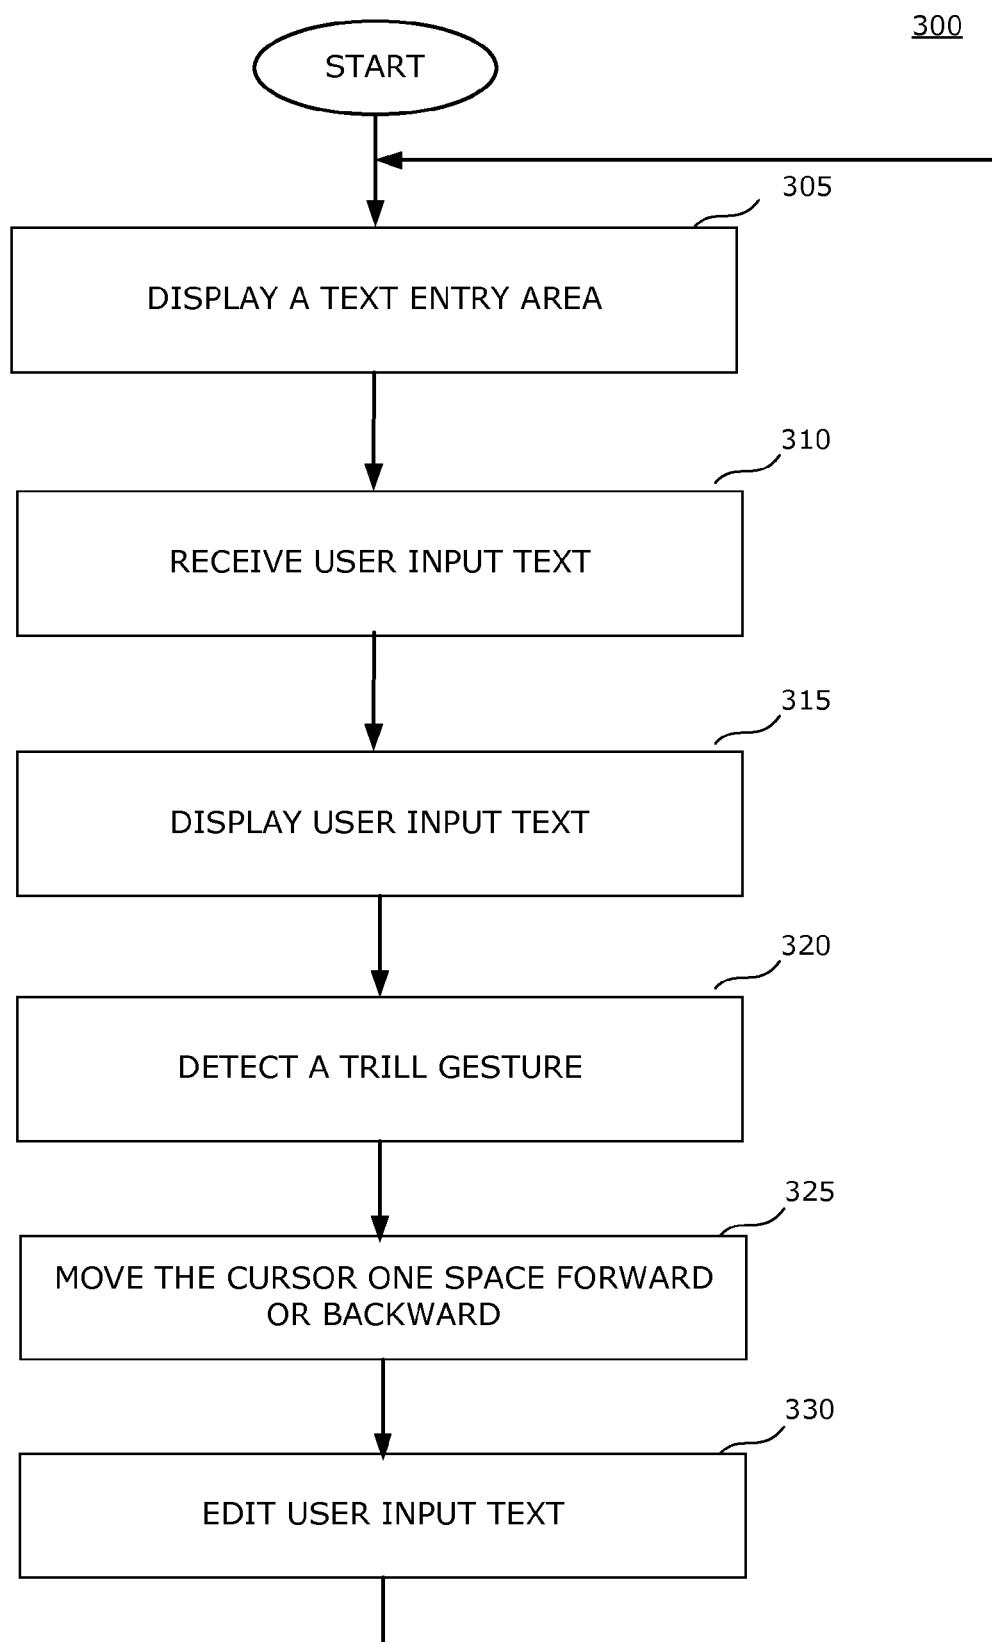 300
START
305
DISPLAY A TEXT ENTRY AREA
310
RECEIVE USER INPUT TEXT
315
DISPLAY USER INPUT TEXT
320
DETECT A TRILL GESTURE
325
MOVE THE CURSOR ONE SPACE FORWARD
OR BACKWARD
330
EDIT USER INPUT TEXT